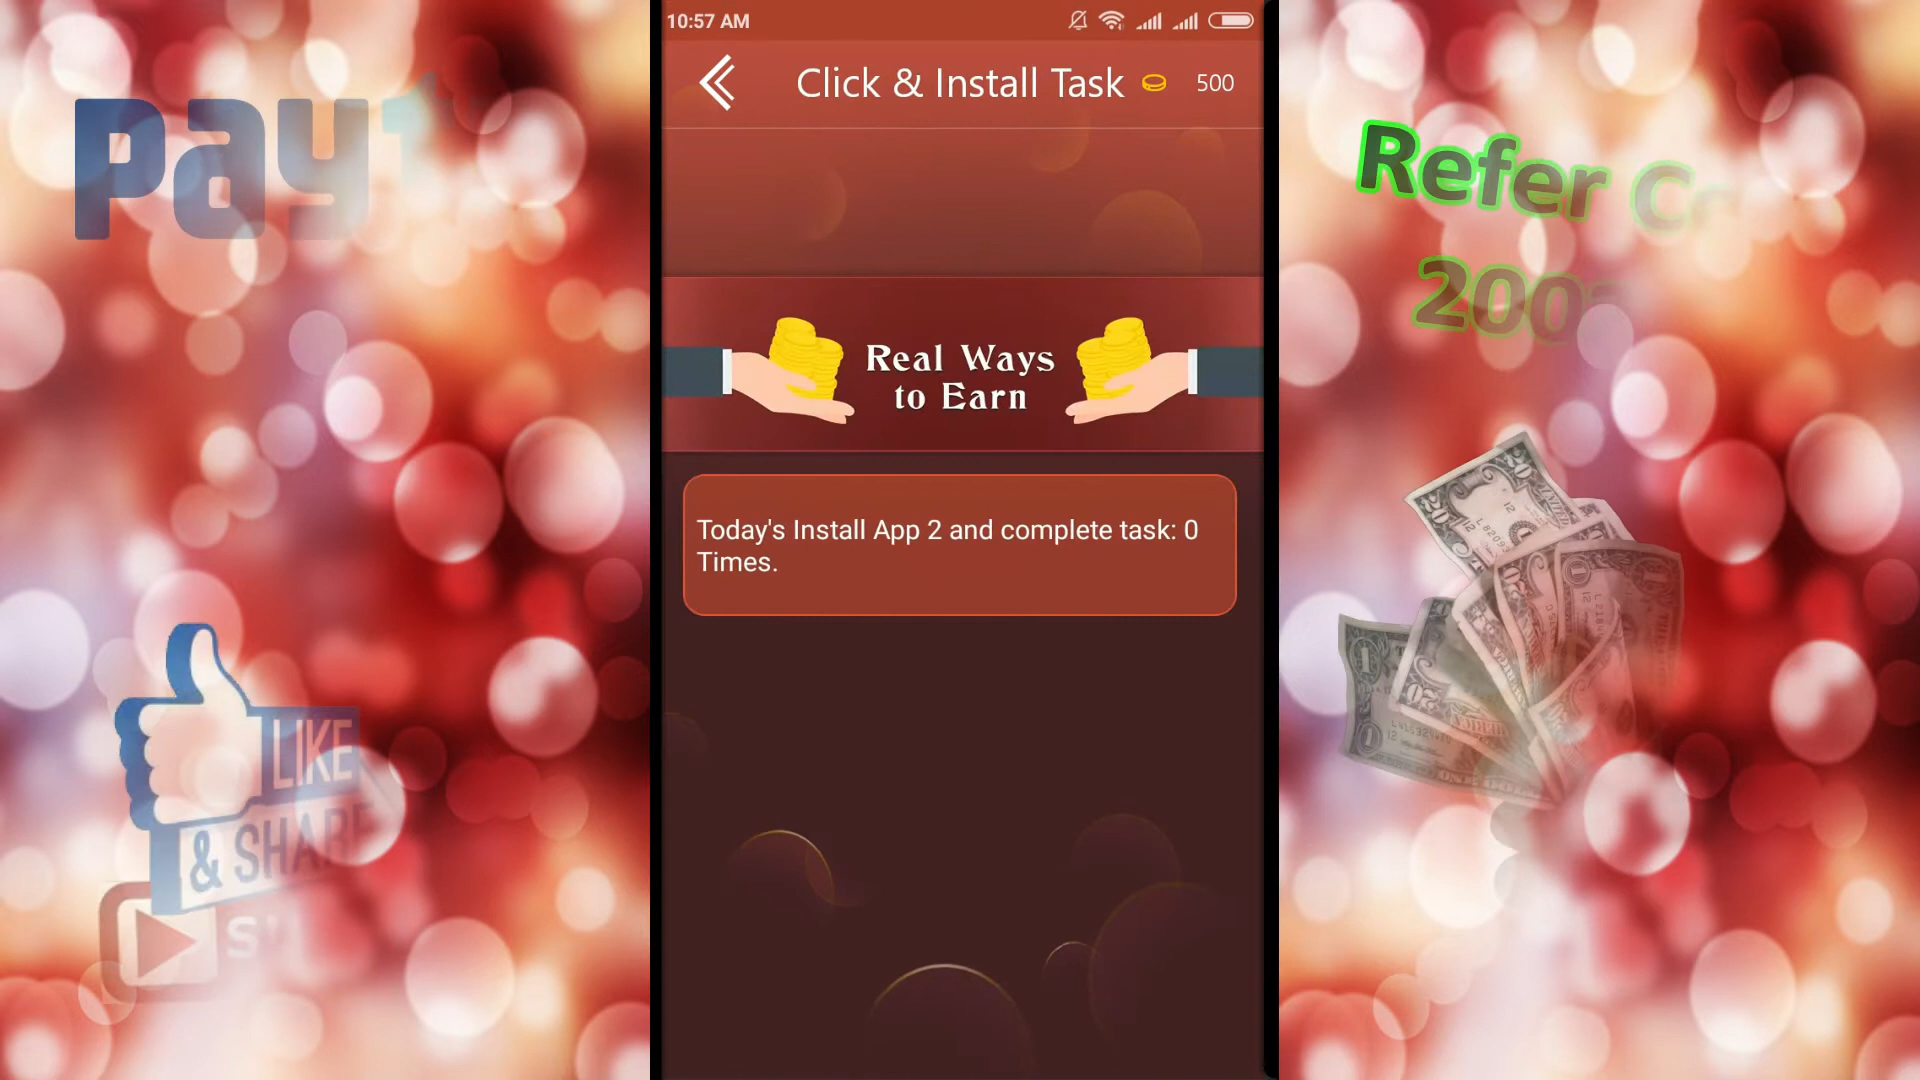 10:57 AM
Click & Install Task
500
pay
Refer
200
Real Ways
to Earn
Today's Install App 2 and complete task: 0
Times.
LIKE
& SHARE